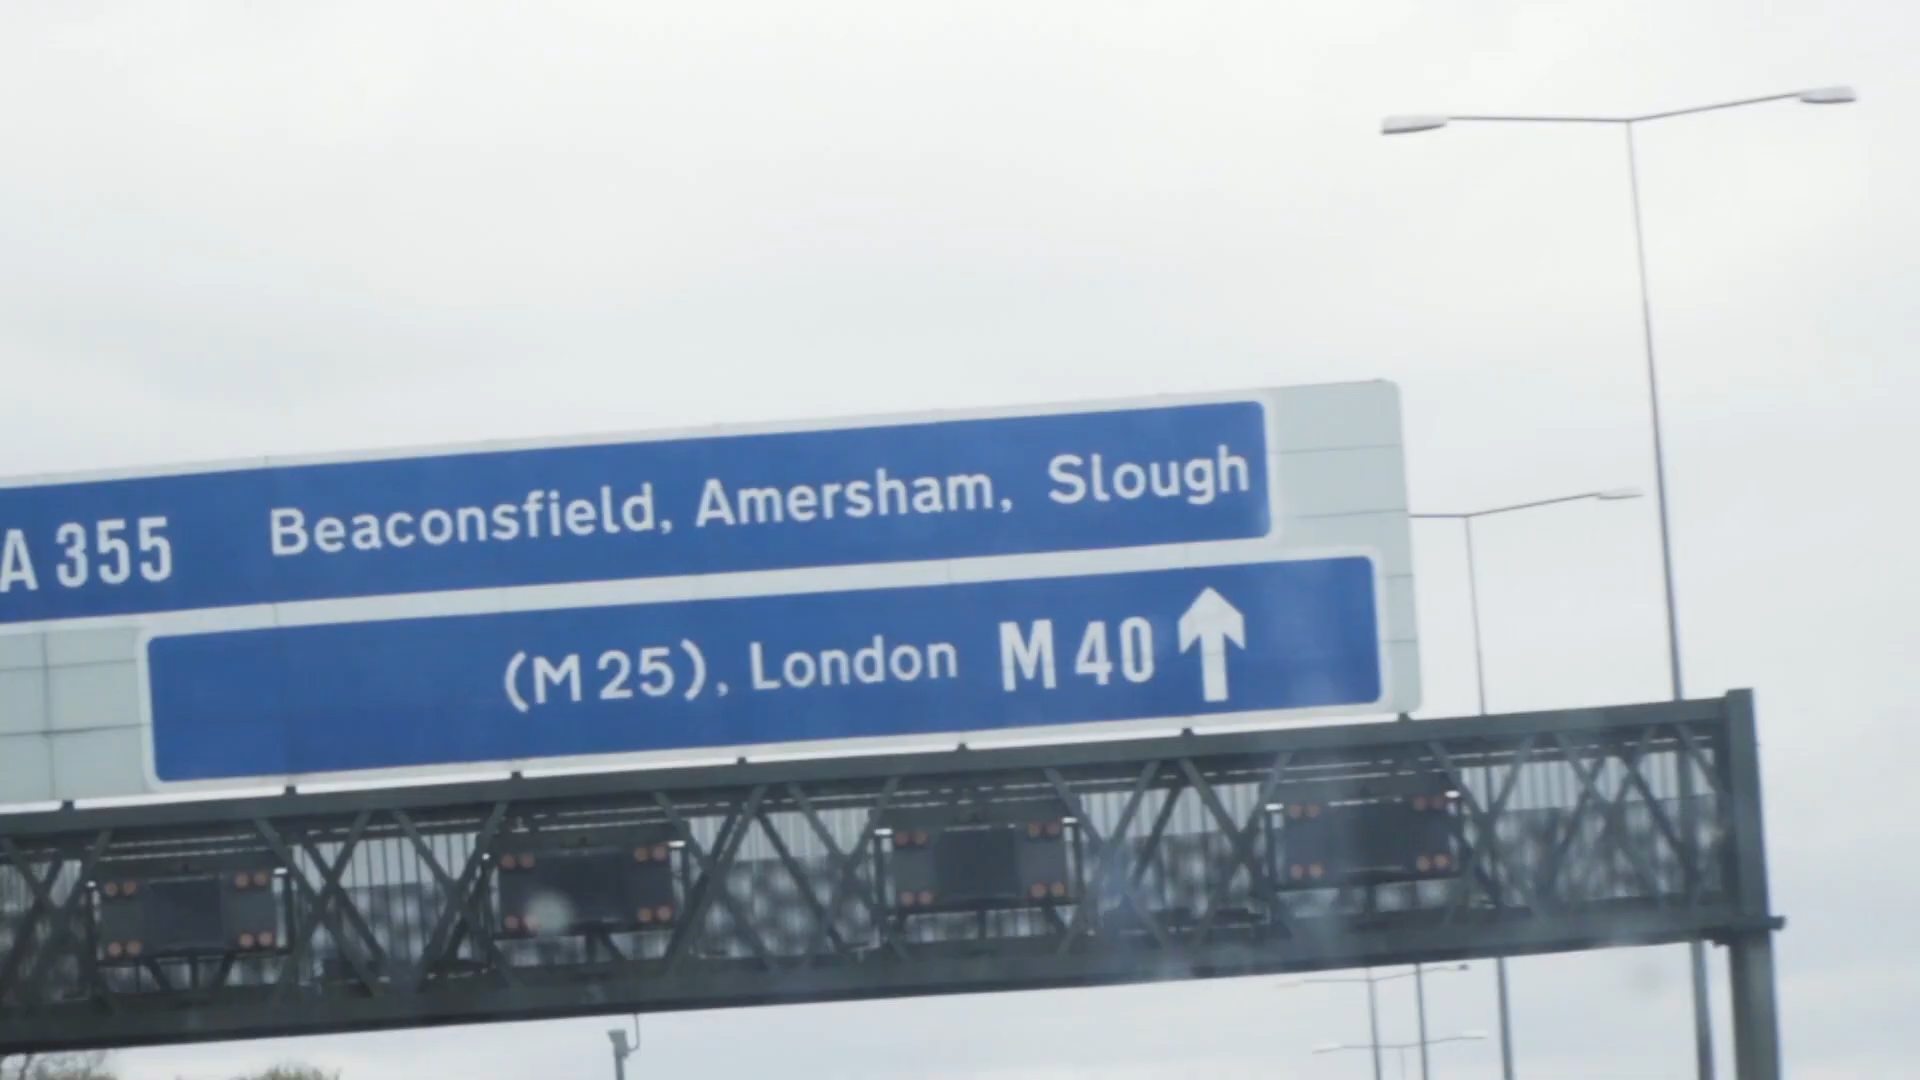 A 355 Beaconsfield, Amersham, Slough
(M 25), London M 40